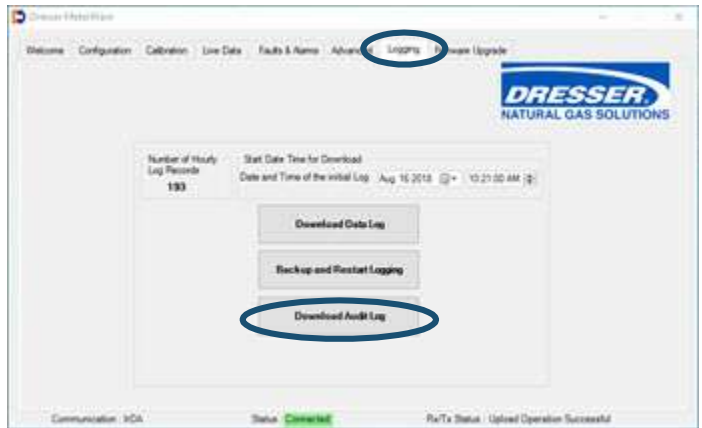 Dresser MeterWare
Welcome Configuration Calibration Live Data Faults & Alarms Advanced Logging Firmware Upgrade
DRESSER
NATURAL GAS SOLUTIONS
Number of Hourly
Log Records
193
Start Date Time for Download
Date and Time of the initial Log Aug 16 2018 10:21:00 AM
Download Data Log
Backup and Restart Logging
Download Audit Log
Communication : IrDA Status : Connected Rx/Tx Status : Upload Operation Successful